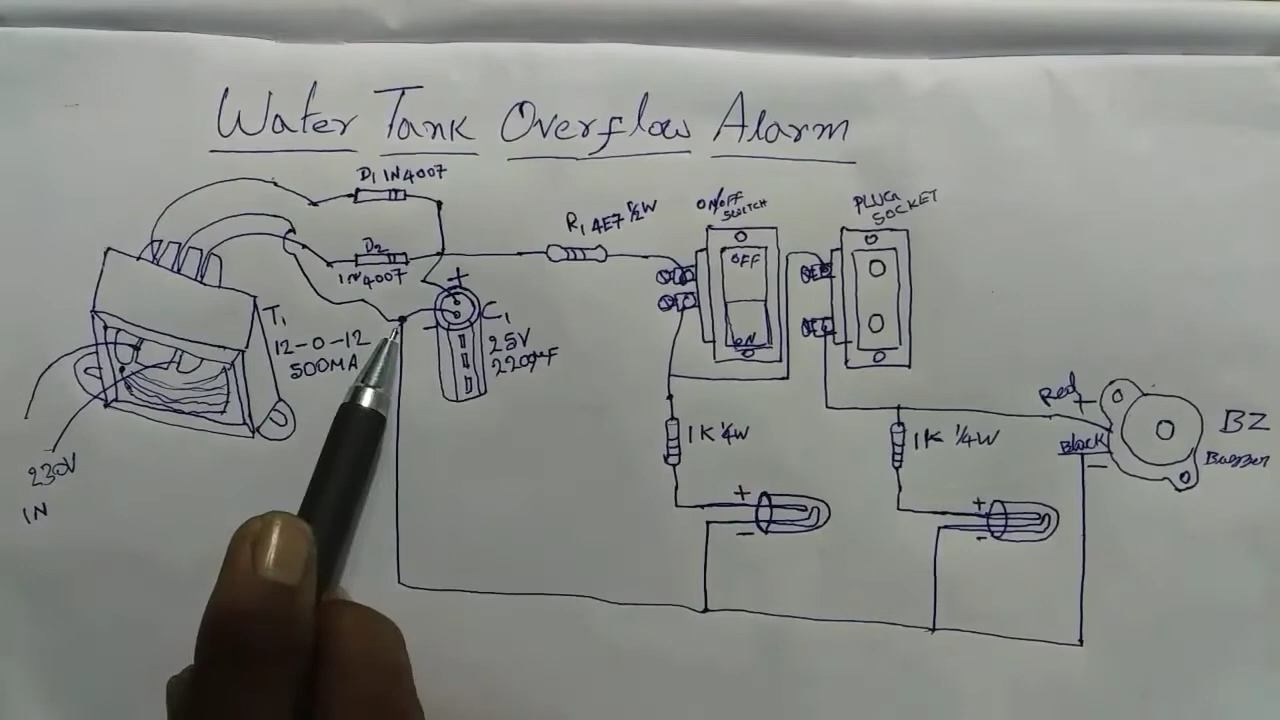 Water Tank Overflow Alarm
D1 1N4007
D2
1N4007
R1 4E7 1/2W
ON/OFF
SWITCH
PLUG
SOCKET
OFF
ON
+
C1
25V
T1
12-0-12
500MA
230V
IN
1K 1/4W
1K 1/4W
+
-
+
-
Red +
Black
-
BZ
Buzzer